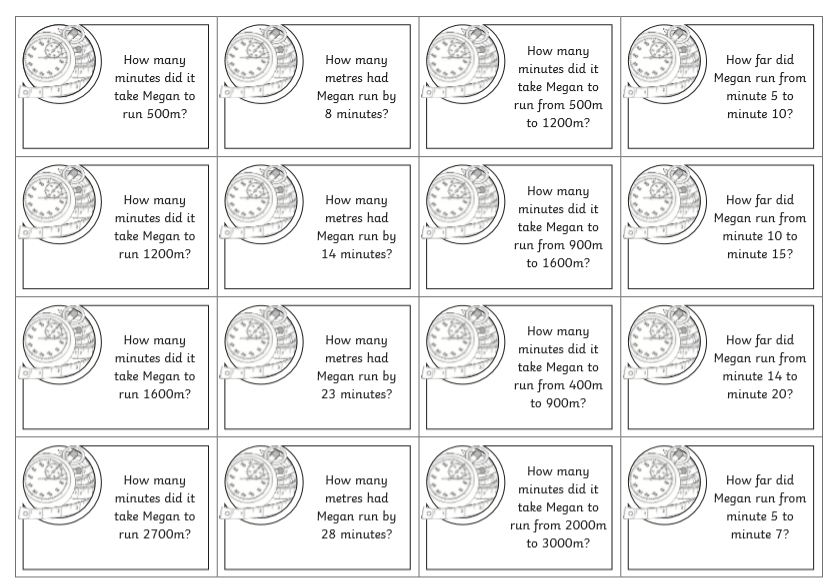 How many
minutes did it
take Megan to
run 500m?
How many
metres had
Megan run by
8 minutes?
How many
minutes did it
take Megan to
run from 500m
to 1200m?
How far did
Megan run from
minute 5 to
minute 10?
How many
minutes did it
take Megan to
run 1200m?
How many
metres had
Megan run by
14 minutes?
How many
minutes did it
take Megan to
run from 900m
to 1600m?
How far did
Megan run from
minute 10 to
minute 15?
How many
minutes did it
take Megan to
run 1600m?
How many
metres had
Megan run by
23 minutes?
How many
minutes did it
take Megan to
run from 400m
to 900m?
How far did
Megan run from
minute 14 to
minute 20?
How many
minutes did it
take Megan to
run 2700m?
How many
metres had
Megan run by
28 minutes?
How many
minutes did it
take Megan to
run from 2000m
to 3000m?
How far did
Megan run from
minute 5 to
minute 7?